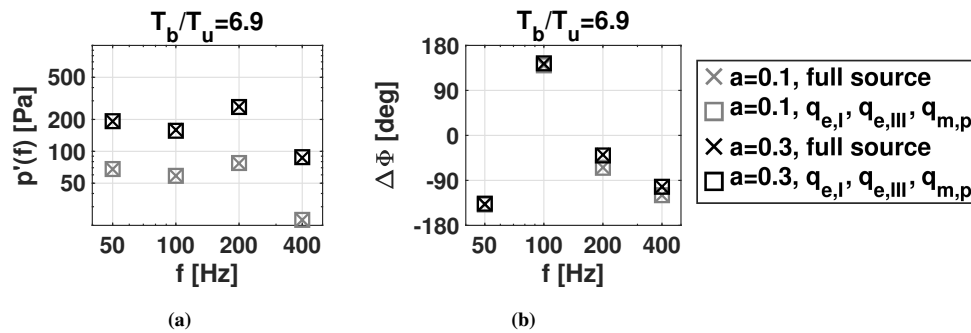 T_b/T_u=6.9
p'(f) [Pa]
500
200
100
50
50 100 200 400
f [Hz]
(a)
T_b/T_u=6.9
ΔΦ [deg]
180
90
0
-90
-180
50 100 200 400
f [Hz]
(b)
a=0.1, full source
a=0.1, q_e,I, q_e,III, q_m,p
a=0.3, full source
a=0.3, q_e,I, q_e,III, q_m,p